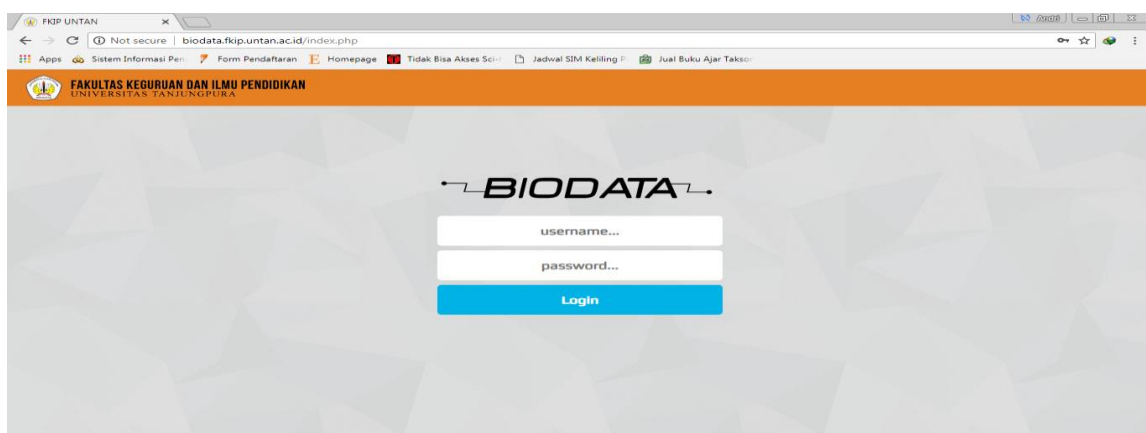 FKIP UNTAN
Andri
Not secure | biodata.fkip.untan.ac.id/index.php
Apps Sistem Informasi Pen Form Pendaftaran Homepage Tidak Bisa Akses Sci-H Jadwal SIM Keliling P Jual Buku Ajar Takson
FAKULTAS KEGURUAN DAN ILMU PENDIDIKAN
UNIVERSITAS TANJUNGPURA
BIODATA
username...
password...
Login